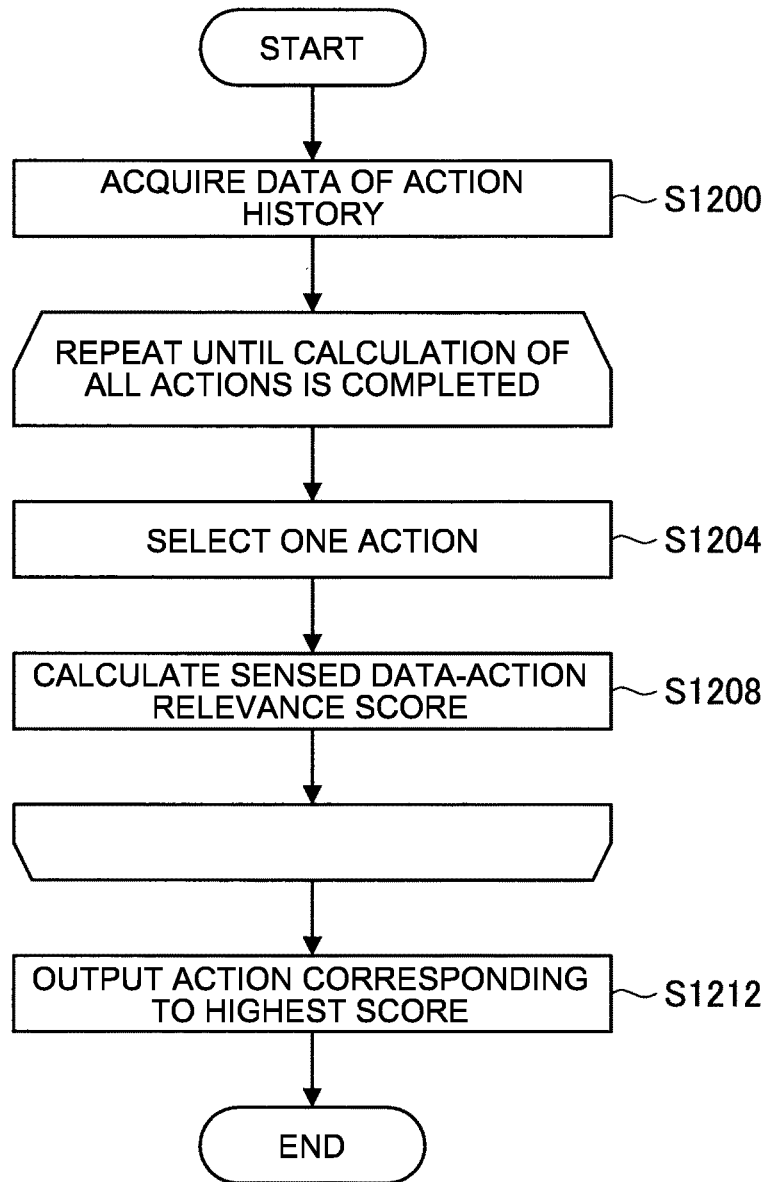 START
ACQUIRE DATA OF ACTION
HISTORY
S1200
REPEAT UNTIL CALCULATION OF
ALL ACTIONS IS COMPLETED
SELECT ONE ACTION
S1204
CALCULATE SENSED DATA-ACTION
RELEVANCE SCORE
S1208
OUTPUT ACTION CORRESPONDING
TO HIGHEST SCORE
S1212
END